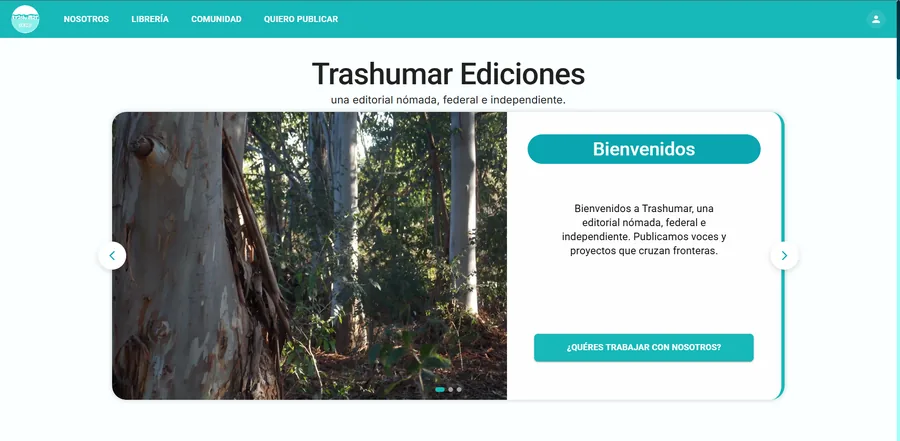 NOSOTROS
LIBRERÍA
COMUNIDAD
QUIERO PUBLICAR
Trashumar Ediciones
una editorial nómada, federal e independiente.
Bienvenidos
Bienvenidos a Trashumar, una
editorial nómada, federal e
independiente. Publicamos voces y
proyectos que cruzan fronteras.
¿QUÉRES TRABAJAR CON NOSOTROS?